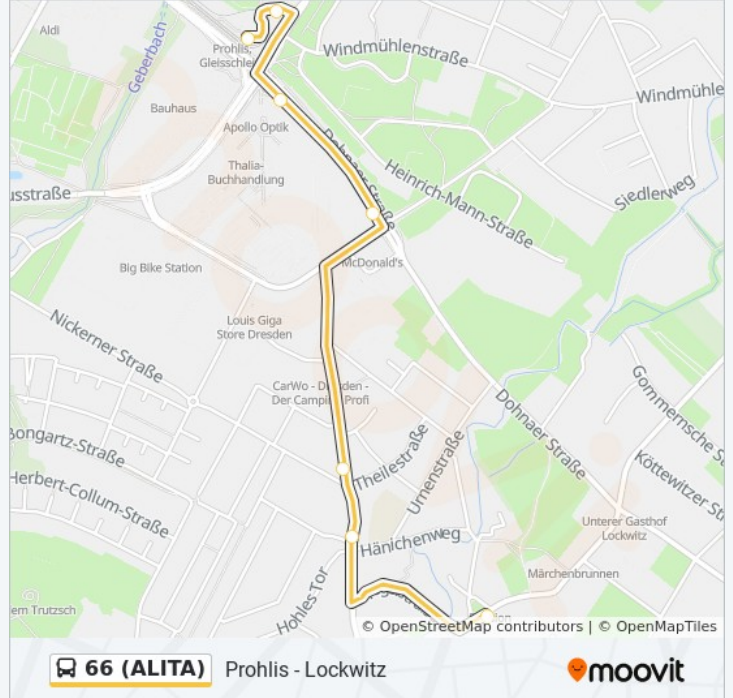 Aldi
Geberbach
Prohlis,
Windmühlenstraße
Bauhaus
Windmühle
Apollo Optik
Dohnaer Straße
Thalia-
Buchhandlung
Heinrich-Mann-Straße
Siedlerweg
usstraße
Big Bike Station
McDonald's
Nickerner Straße
Louis Giga
Store Dresden
CarWo - Dresden -
Der Camping Profi
Gommernsche
Dohnaer Straße
Bongartz-Straße
Theilestraße
Urnenstraße
Köttewitzer
Herbert-Collum-Straße
Unterer Gasthof
Lockwitz
Hänichenweg
Märchenbrunnen
Hohles Tor
em Trutzsch
© OpenStreetMap contributors | © OpenMapTiles
66 (ALITA)
Prohlis - Lockwitz
moovit